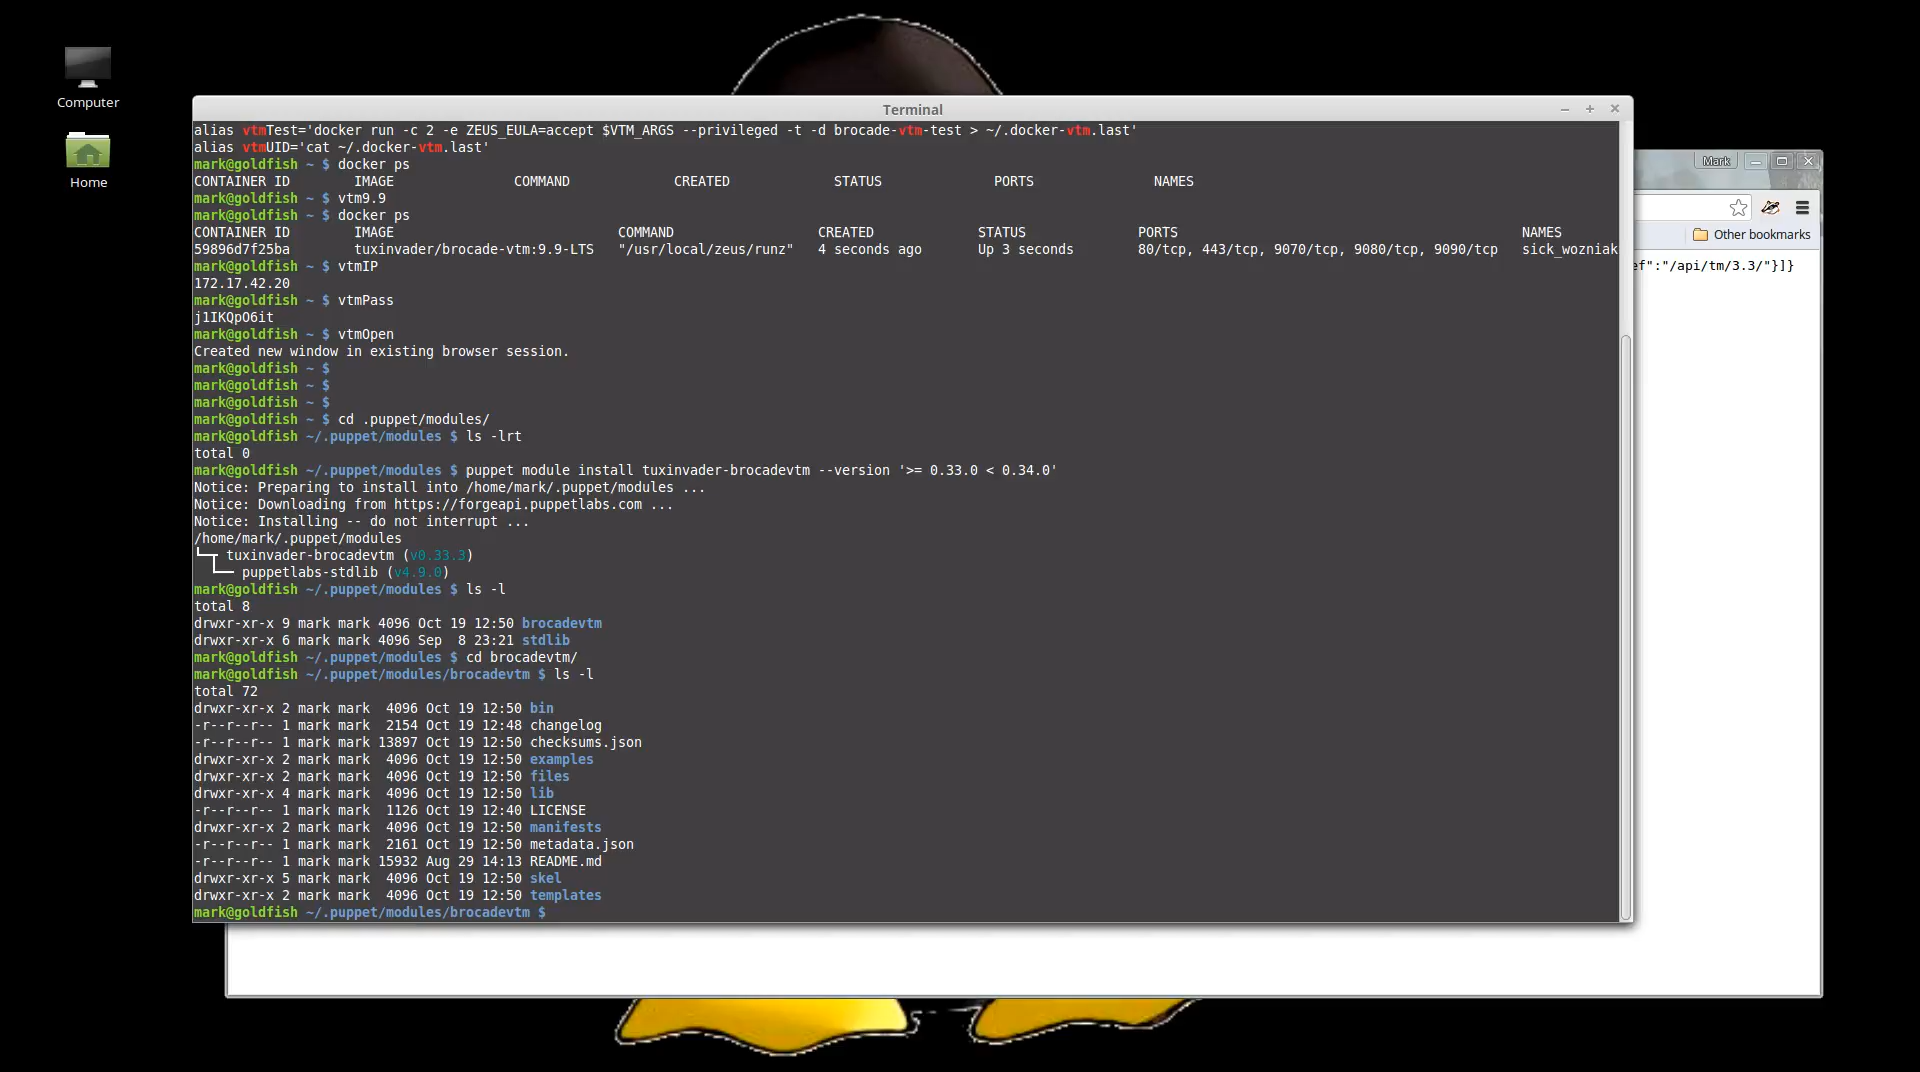 Computer
Home
Terminal
alias vtmTest='docker run -c 2 -e ZEUS_EULA=accept $VTM_ARGS --privileged -t -d brocade-vtm-test > ~/.docker-vtm.last'
alias vtmUID='cat ~/.docker-vtm.last'
mark@goldfish ~ $ docker ps
CONTAINER ID        IMAGE               COMMAND             CREATED             STATUS              PORTS               NAMES
mark@goldfish ~ $ vtm9.9
mark@goldfish ~ $ docker ps
CONTAINER ID        IMAGE                            COMMAND                  CREATED             STATUS              PORTS                                           NAMES
59896d7f25ba        tuxinvader/brocade-vtm:9.9-LTS   "/usr/local/zeus/runz"   4 seconds ago       Up 3 seconds        80/tcp, 443/tcp, 9070/tcp, 9080/tcp, 9090/tcp   sick_wozniak
mark@goldfish ~ $ vtmIP
172.17.42.20
mark@goldfish ~ $ vtmPass
j1IKQpO6it
mark@goldfish ~ $ vtmOpen
Created new window in existing browser session.
mark@goldfish ~ $
mark@goldfish ~ $
mark@goldfish ~ $
mark@goldfish ~ $ cd .puppet/modules/
mark@goldfish ~/.puppet/modules $ ls -lrt
total 0
mark@goldfish ~/.puppet/modules $ puppet module install tuxinvader-brocadevtm --version '>= 0.33.0 < 0.34.0'
Notice: Preparing to install into /home/mark/.puppet/modules ...
Notice: Downloading from https://forgeapi.puppetlabs.com ...
Notice: Installing -- do not interrupt ...
/home/mark/.puppet/modules
└─┬ tuxinvader-brocadevtm (v0.33.3)
  └── puppetlabs-stdlib (v4.9.0)
mark@goldfish ~/.puppet/modules $ ls -l
total 8
drwxr-xr-x 9 mark mark 4096 Oct 19 12:50 brocadevtm
drwxr-xr-x 6 mark mark 4096 Sep  8 23:21 stdlib
mark@goldfish ~/.puppet/modules $ cd brocadevtm/
mark@goldfish ~/.puppet/modules/brocadevtm $ ls -l
total 72
drwxr-xr-x 2 mark mark  4096 Oct 19 12:50 bin
-r--r--r-- 1 mark mark  2154 Oct 19 12:48 changelog
-r--r--r-- 1 mark mark 13897 Oct 19 12:50 checksums.json
drwxr-xr-x 2 mark mark  4096 Oct 19 12:50 examples
drwxr-xr-x 2 mark mark  4096 Oct 19 12:50 files
drwxr-xr-x 4 mark mark  4096 Oct 19 12:50 lib
-r--r--r-- 1 mark mark  1126 Oct 19 12:40 LICENSE
drwxr-xr-x 2 mark mark  4096 Oct 19 12:50 manifests
-r--r--r-- 1 mark mark  2161 Oct 19 12:50 metadata.json
-r--r--r-- 1 mark mark 15932 Aug 29 14:13 README.md
drwxr-xr-x 5 mark mark  4096 Oct 19 12:50 skel
drwxr-xr-x 2 mark mark  4096 Oct 19 12:50 templates
mark@goldfish ~/.puppet/modules/brocadevtm $
Mark
Other bookmarks
ef":"/api/tm/3.3/"}]}